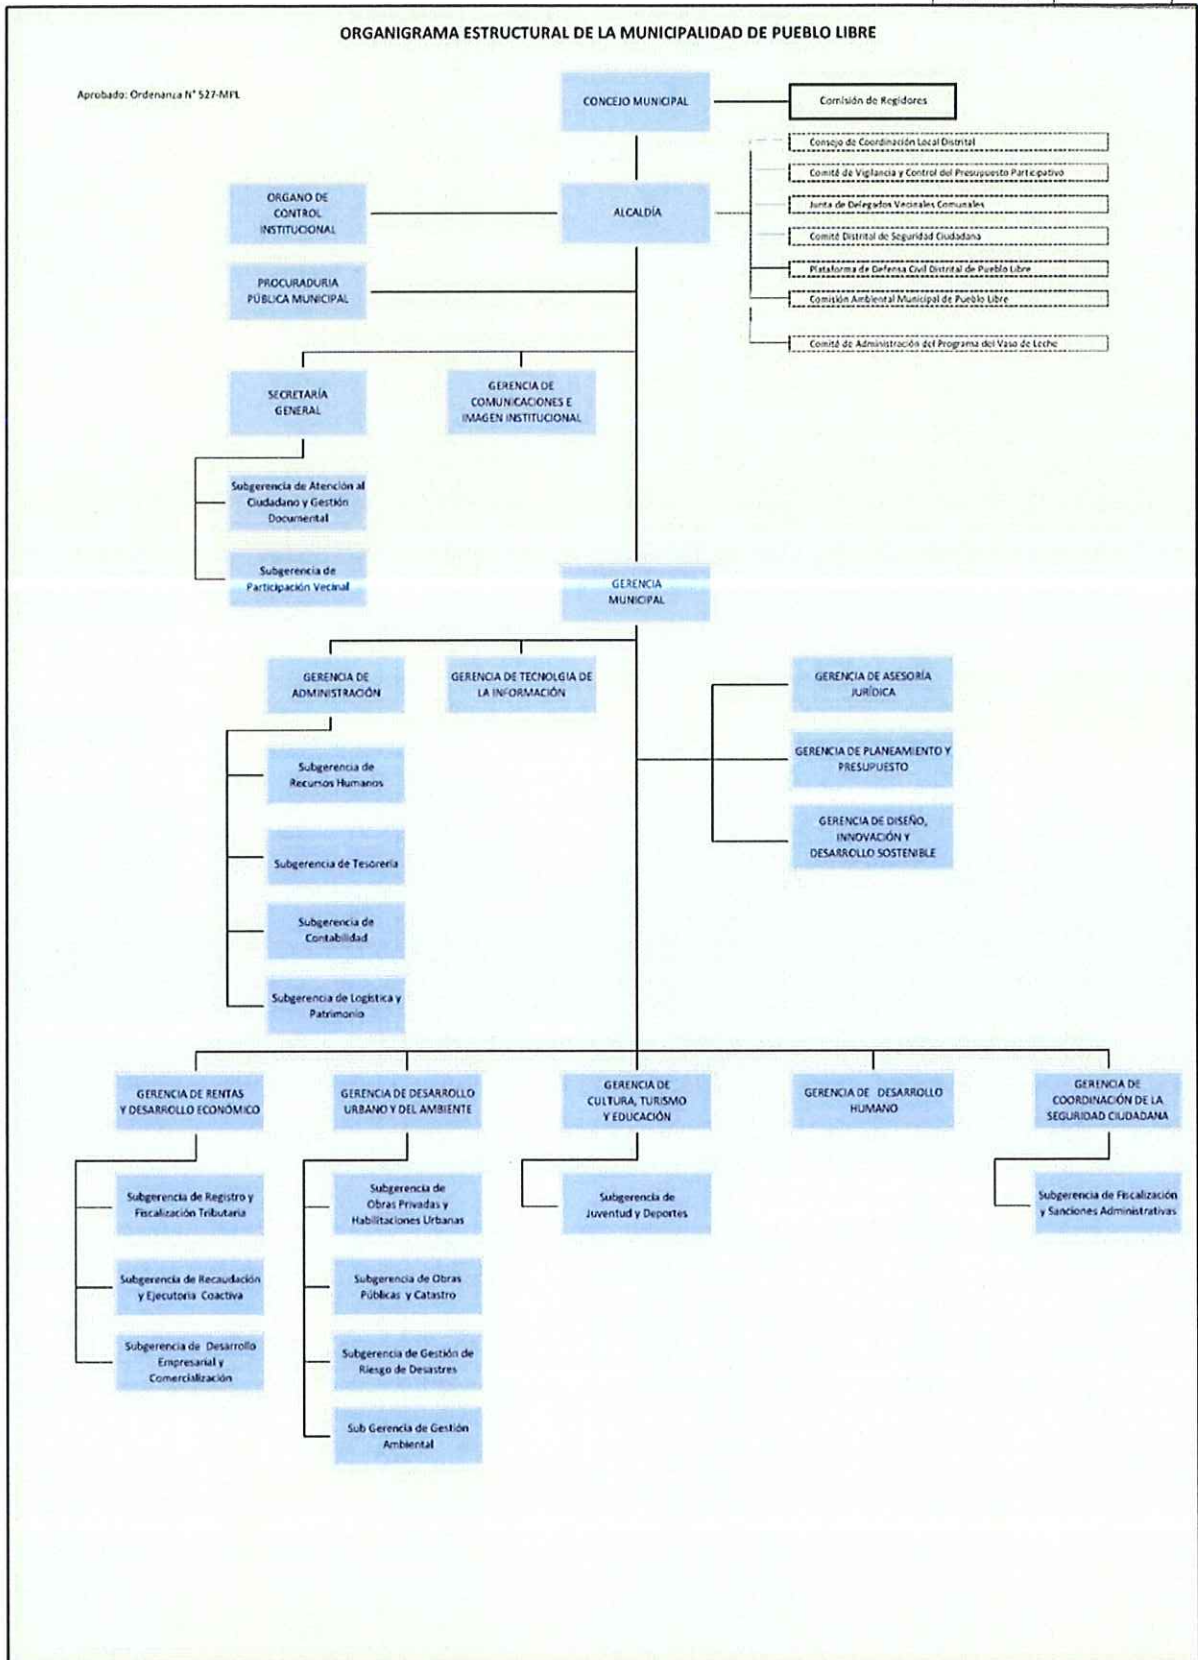 ORGANIGRAMA ESTRUCTURAL DE LA MUNICIPALIDAD DE PUEBLO LIBRE
Aprobado: Ordenanza N° 527-MPL
CONCEJO MUNICIPAL
Comisión de Regidores
Consejo de Coordinación Local Distrital
Comité de Vigilancia y Control del Presupuesto Participativo
Junta de Delegados Vecinales Comunales
Comité Distrital de Seguridad Ciudadana
Plataforma de Defensa Civil Distrital de Pueblo Libre
Comisión Ambiental Municipal de Pueblo Libre
Comité de Administración del Programa del Vaso de Leche
ORGANO DE
CONTROL
INSTITUCIONAL
ALCALDÍA
PROCURADURIA
PÚBLICA MUNICIPAL
SECRETARÍA
GENERAL
GERENCIA DE
COMUNICACIONES E
IMAGEN INSTITUCIONAL
Subgerencia de Atención al
Ciudadano y Gestión
Documental
Subgerencia de
Participación Vecinal
GERENCIA
MUNICIPAL
GERENCIA DE
ADMINISTRACIÓN
GERENCIA DE TECNOLGIA DE
LA INFORMACIÓN
GERENCIA DE ASESORÍA
JURÍDICA
GERENCIA DE PLANEAMIENTO Y
PRESUPUESTO
GERENCIA DE DISEÑO,
INNOVACIÓN Y
DESARROLLO SOSTENIBLE
Subgerencia de
Recursos Humanos
Subgerencia de Tesorería
Subgerencia de
Contabilidad
Subgerencia de Logística y
Patrimonio
GERENCIA DE RENTAS
Y DESARROLLO ECONÓMICO
GERENCIA DE DESARROLLO
URBANO Y DEL AMBIENTE
GERENCIA DE
CULTURA, TURISMO
Y EDUCACIÓN
GERENCIA DE DESARROLLO
HUMANO
GERENCIA DE
COORDINACIÓN DE LA
SEGURIDAD CIUDADANA
Subgerencia de Registro y
Fiscalización Tributaria
Subgerencia de Recaudación
y Ejecutoria Coactiva
Subgerencia de Desarrollo
Empresarial y
Comercialización
Subgerencia de
Obras Privadas y
Habilitaciones Urbanas
Subgerencia de Obras
Públicas y Catastro
Subgerencia de Gestión de
Riesgo de Desastres
Sub Gerencia de Gestión
Ambiental
Subgerencia de
Juventud y Deportes
Subgerencia de Fiscalización
y Sanciones Administrativas